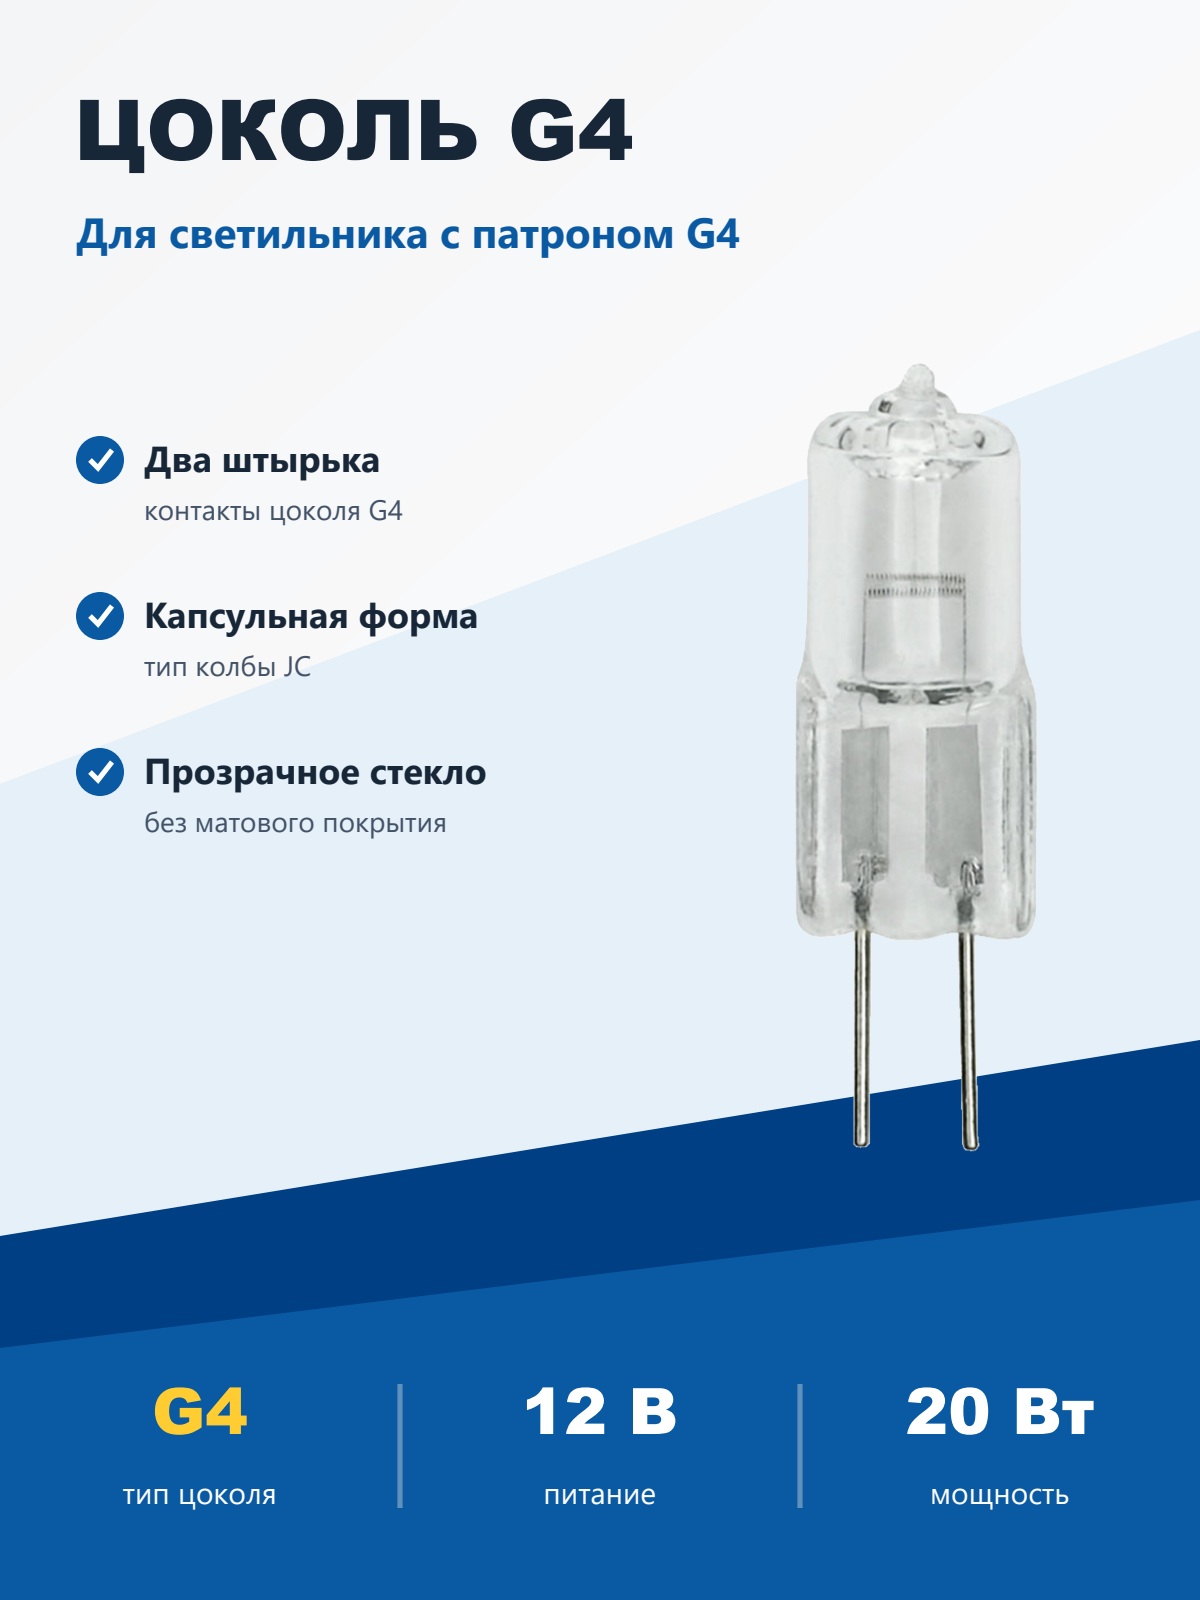 ЦОКОЛЬ G4
Для светильника с патроном G4
Два штырька
контакты цоколя G4
Капсульная форма
тип колбы JC
Прозрачное стекло
без матового покрытия
G4
тип цоколя
12 В
питание
20 Вт
мощность